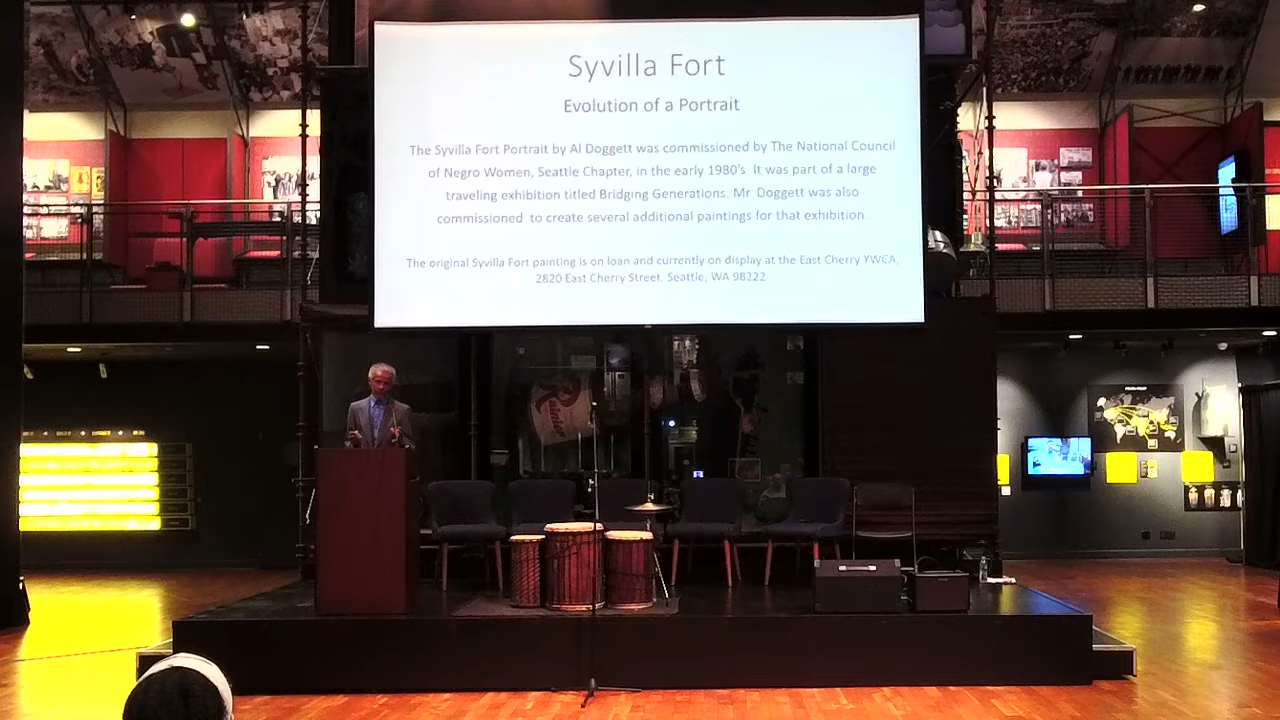 Syvilla Fort
Evolution of a Portrait
The Syvilla Fort Portrait by Al Doggett was commissioned by The National Council
of Negro Women, Seattle Chapter, in the early 1980's It was part of a large
traveling exhibition titled Bridging Generations. Mr Doggett was also
commissioned to create several additional paintings for that exhibition.
The original Syvilla Fort painting is on loan and currently on display at the East Cherry YWCA,
2820 East Cherry Street, Seattle, WA 98222
Rainier